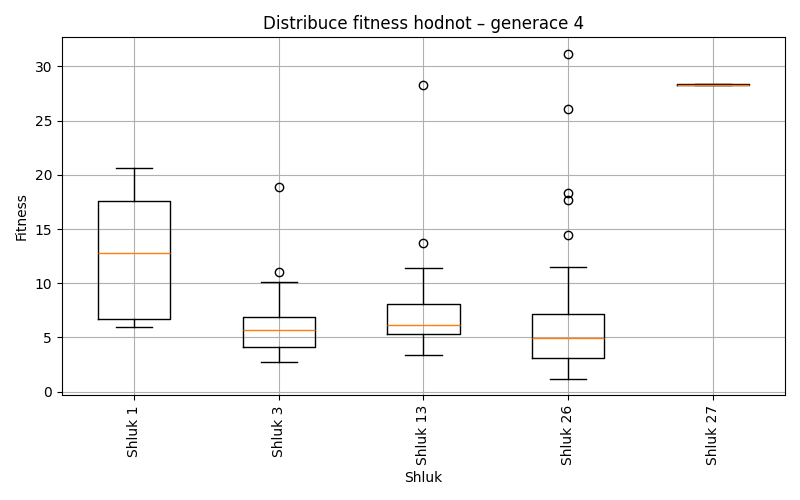 Distribuce fitness hodnot – generace 4
Fitness
30
25
20
15
10
5
0
Shluk 1
Shluk 3
Shluk 13
Shluk 26
Shluk 27
Shluk